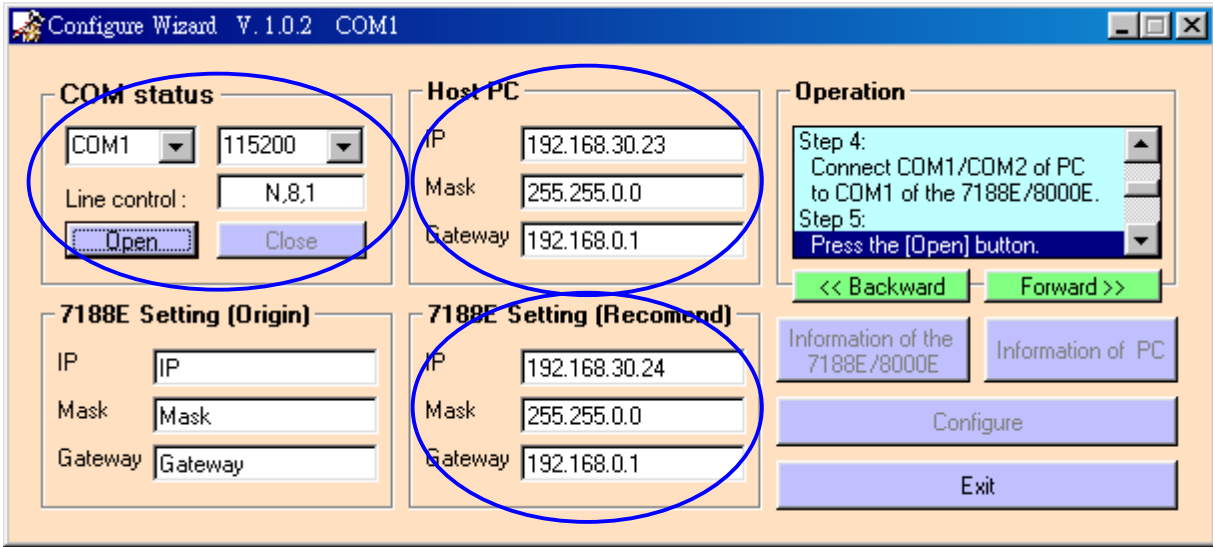 Configure Wizard V. 1.0.2 COM1
COM status
COM1 115200
Line control : N,8,1
Open Close
Host PC
IP 192.168.30.23
Mask 255.255.0.0
Gateway 192.168.0.1
Operation
Step 4:
Connect COM1/COM2 of PC
to COM1 of the 7188E/8000E.
Step 5:
Press the [Open] button.
<< Backward Forward >>
7188E Setting (Origin)
IP IP
Mask Mask
Gateway Gateway
7188E Setting (Recomend)
IP 192.168.30.24
Mask 255.255.0.0
Gateway 192.168.0.1
Information of the
7188E/8000E
Information of PC
Configure
Exit